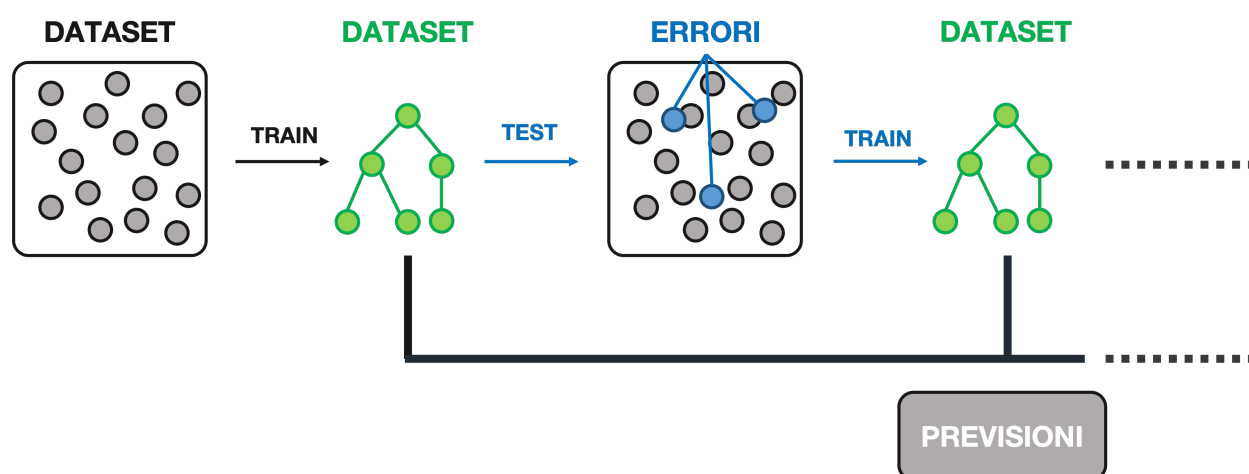 DATASET
DATASET
ERRORI
DATASET
TRAIN
TEST
TRAIN
PREVISIONI